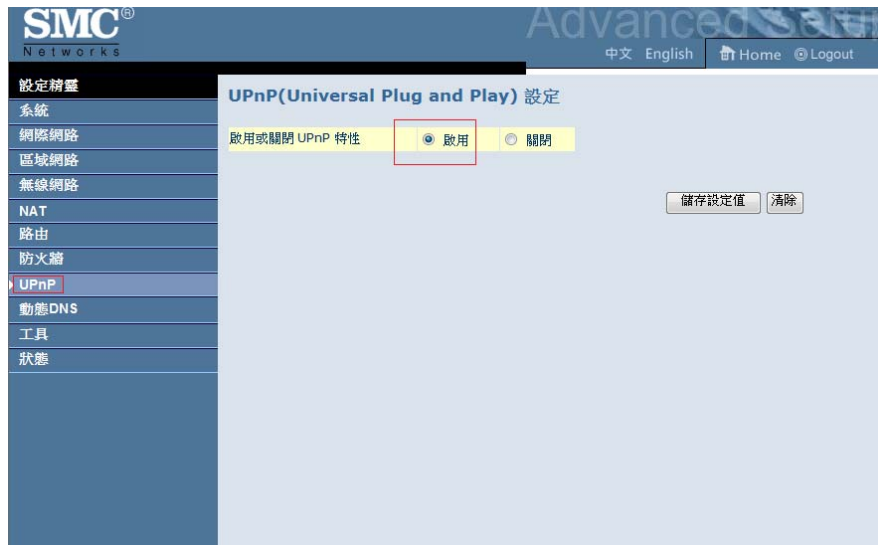 SMC®
Networks
Advanced Setup
中文 English Home Logout
設定精靈
系統
網際網路
區域網路
無線網路
NAT
路由
防火牆
UPnP
動態DNS
工具
狀態
UPnP(Universal Plug and Play) 設定
啟用或關閉 UPnP 特性 啟用 關閉
儲存設定值 清除